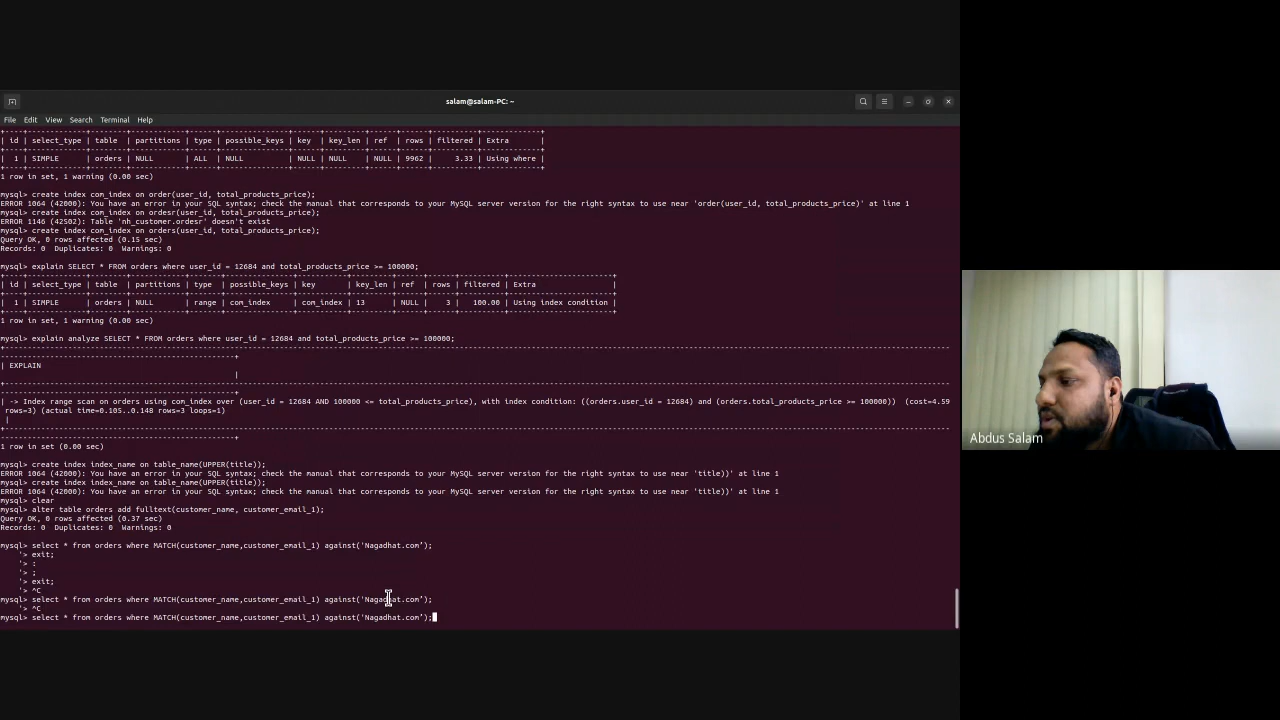 salam@salam-PC: ~
File Edit View Search Terminal Help
+----+-------------+--------+------------+------+---------------+------+---------+------+------+----------+-------------+
| id | select_type | table | partitions | type | possible_keys | key | key_len | ref | rows | filtered | Extra |
+----+-------------+--------+------------+------+---------------+------+---------+------+------+----------+-------------+
| 1 | SIMPLE | orders | NULL | ALL | NULL | NULL | NULL | NULL | 9962 | 3.33 | Using where |
+----+-------------+--------+------------+------+---------------+------+---------+------+------+----------+-------------+
1 row in set, 1 warning (0.00 sec)
mysql> create index com_index on order(user_id, total_products_price);
ERROR 1064 (42000): You have an error in your SQL syntax; check the manual that corresponds to your MySQL server version for the right syntax to use near 'order(user_id, total_products_price)' at line 1
mysql> create index com_index on ordesr(user_id, total_products_price);
ERROR 1146 (42S02): Table 'nh_customer.ordesr' doesn't exist
mysql> create index com_index on orders(user_id, total_products_price);
Query OK, 0 rows affected (0.15 sec)
Records: 0 Duplicates: 0 Warnings: 0
mysql> explain SELECT * FROM orders where user_id = 12684 and total_products_price >= 100000;
+----+-------------+--------+------------+-------+---------------+-----------+---------+------+------+----------+-----------------------+
| id | select_type | table | partitions | type | possible_keys | key | key_len | ref | rows | filtered | Extra |
+----+-------------+--------+------------+-------+---------------+-----------+---------+------+------+----------+-----------------------+
| 1 | SIMPLE | orders | NULL | range | com_index | com_index | 13 | NULL | 3 | 100.00 | Using index condition |
+----+-------------+--------+------------+-------+---------------+-----------+---------+------+------+----------+-----------------------+
1 row in set, 1 warning (0.00 sec)
mysql> explain analyze SELECT * FROM orders where user_id = 12684 and total_products_price >= 100000;
| EXPLAIN
|
| -> Index range scan on orders using com_index over (user_id = 12684 AND 100000 <= total_products_price), with index condition: ((orders.user_id = 12684) and (orders.total_products_price >= 100000)) (cost=4.59
rows=3) (actual time=0.105..0.148 rows=3 loops=1)
|
1 row in set (0.00 sec)
mysql> create index index_name on table_name(UPPER(title));
ERROR 1064 (42000): You have an error in your SQL syntax; check the manual that corresponds to your MySQL server version for the right syntax to use near 'title))' at line 1
mysql> create index index_name on table_name(UPPER(title));
ERROR 1064 (42000): You have an error in your SQL syntax; check the manual that corresponds to your MySQL server version for the right syntax to use near 'title))' at line 1
mysql> clear
mysql> alter table orders add fulltext(customer_name, customer_email_1);
Query OK, 0 rows affected (0.37 sec)
Records: 0 Duplicates: 0 Warnings: 0
mysql> select * from orders where MATCH(customer_name,customer_email_1) against('Nagadhat.com’);
'> exit;
'> :
'> ;
'> exit;
'> ^C
mysql> select * from orders where MATCH(customer_name,customer_email_1) against('Nagadhat.com’);
'> ^C
mysql> select * from orders where MATCH(customer_name,customer_email_1) against('Nagadhat.com’);
Abdus Salam